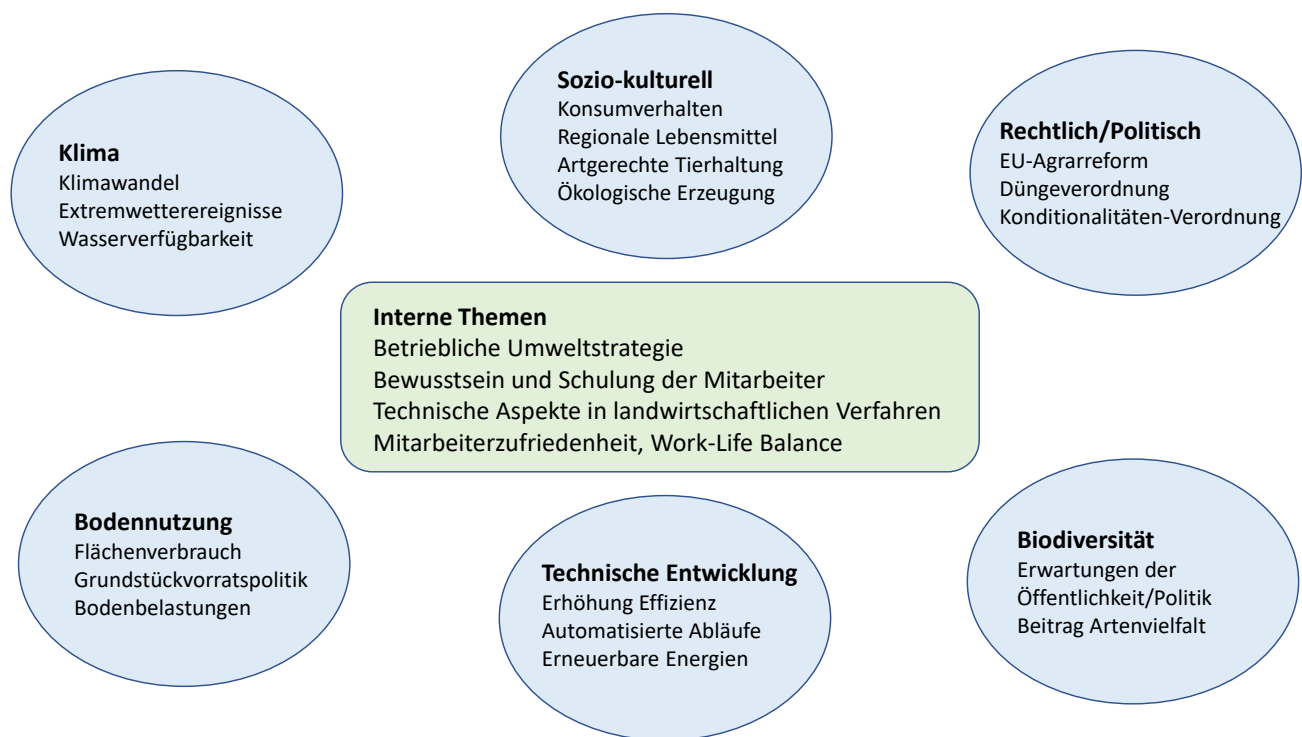 Klima
Klimawandel
Extremwetterereignisse
Wasserverfügbarkeit
Sozio-kulturell
Konsumverhalten
Regionale Lebensmittel
Artgerechte Tierhaltung
Ökologische Erzeugung
Rechtlich/Politisch
EU-Agrarreform
Düngeverordnung
Konditionalitäten-Verordnung
Interne Themen
Betriebliche Umweltstrategie
Bewusstsein und Schulung der Mitarbeiter
Technische Aspekte in landwirtschaftlichen Verfahren
Mitarbeiterzufriedenheit, Work-Life Balance
Bodennutzung
Flächenverbrauch
Grundstückvorratspolitik
Bodenbelastungen
Technische Entwicklung
Erhöhung Effizienz
Automatisierte Abläufe
Erneuerbare Energien
Biodiversität
Erwartungen der
Öffentlichkeit/Politik
Beitrag Artenvielfalt